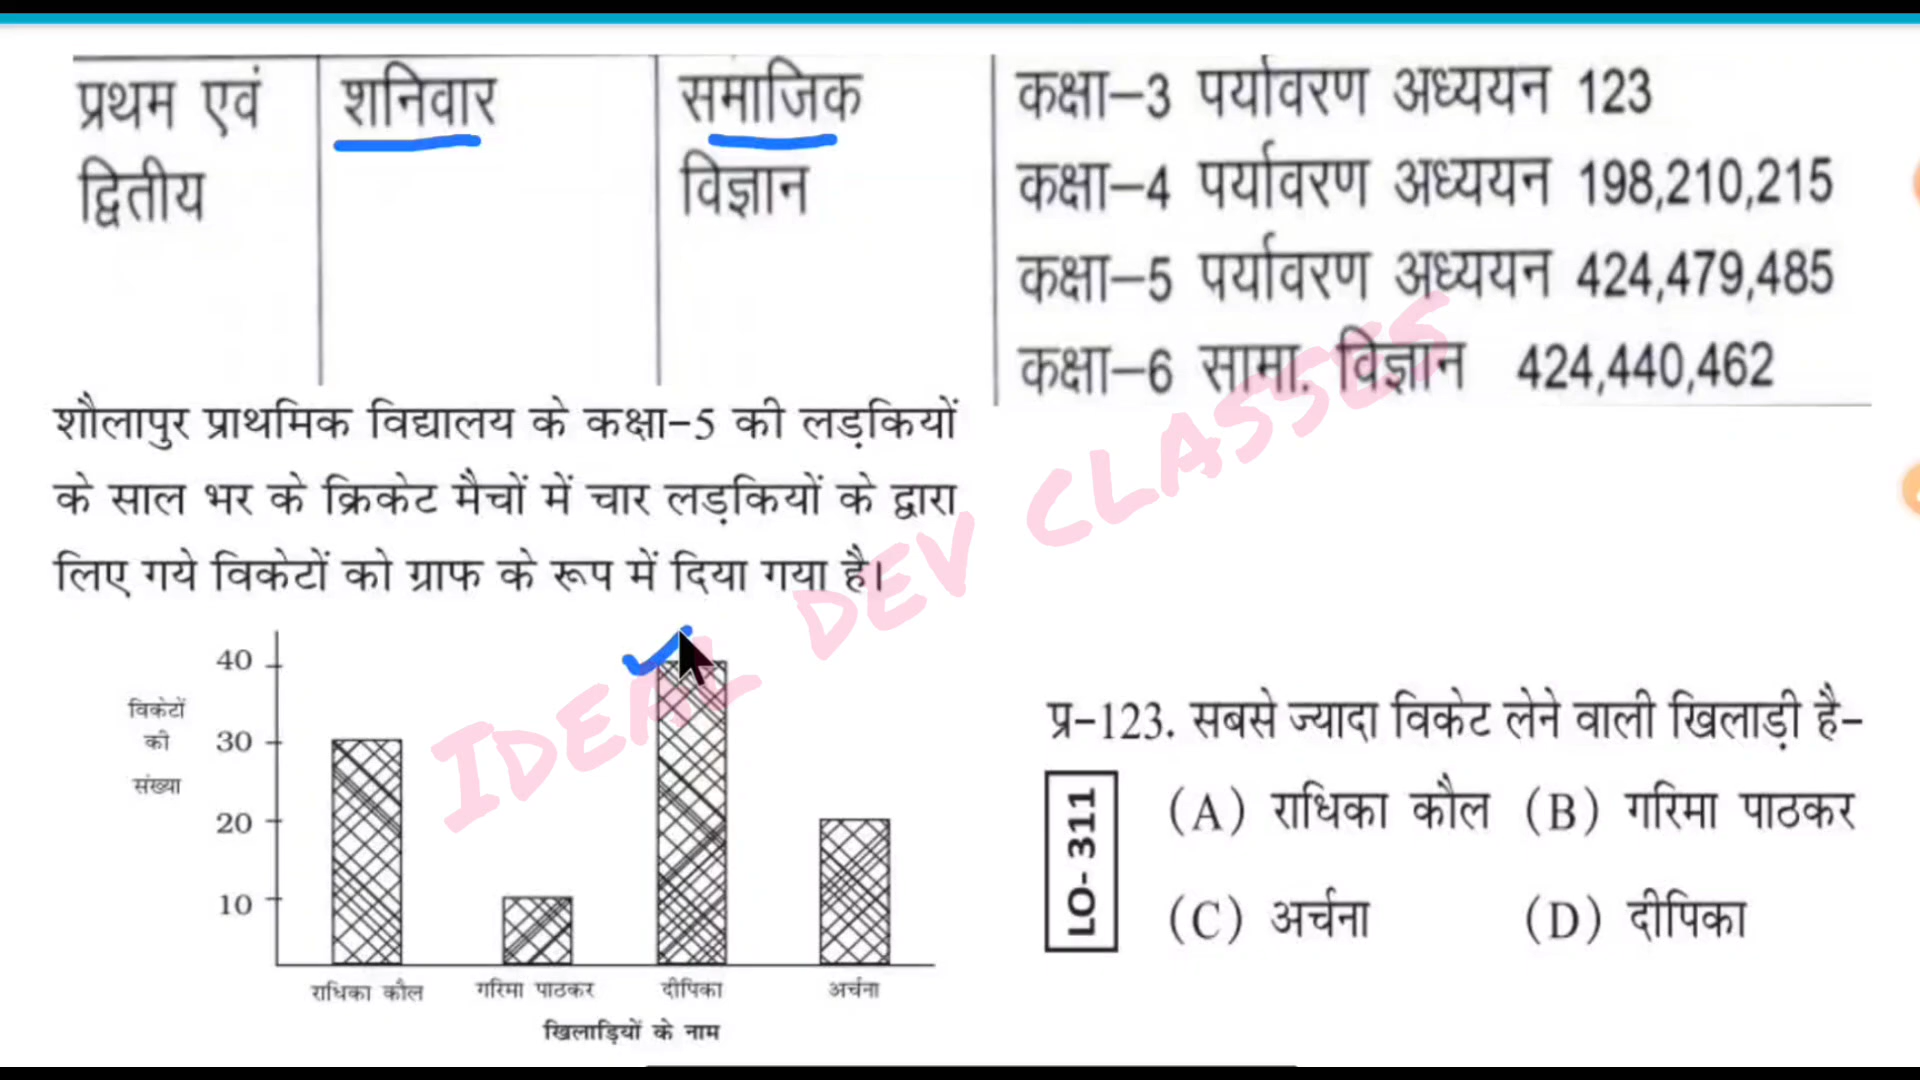 प्रथम एवं शनिवार समाजिक कक्षा–3 पर्यावरण अध्ययन 123
द्वितीय विज्ञान कक्षा–4 पर्यावरण अध्ययन 198,210,215
कक्षा–5 पर्यावरण अध्ययन 424,479,485
कक्षा–6 सामा. विज्ञान 424,440,462
शौलापुर प्राथमिक विद्यालय के कक्षा–5 की लड़कियों
के साल भर के क्रिकेट मैचों में चार लड़कियों के द्वारा
लिए गये विकेटों को ग्राफ के रूप में दिया गया है।
विकेटों
की
संख्या
40
30
20
10
राधिका कौल गरिमा पाठकर दीपिका अर्चना
खिलाड़ियों के नाम
प्र–123. सबसे ज्यादा विकेट लेने वाली खिलाड़ी है–
LO- 311
(A) राधिका कौल (B) गरिमा पाठकर
(C) अर्चना (D) दीपिका
IDEAL DEV CLASSES